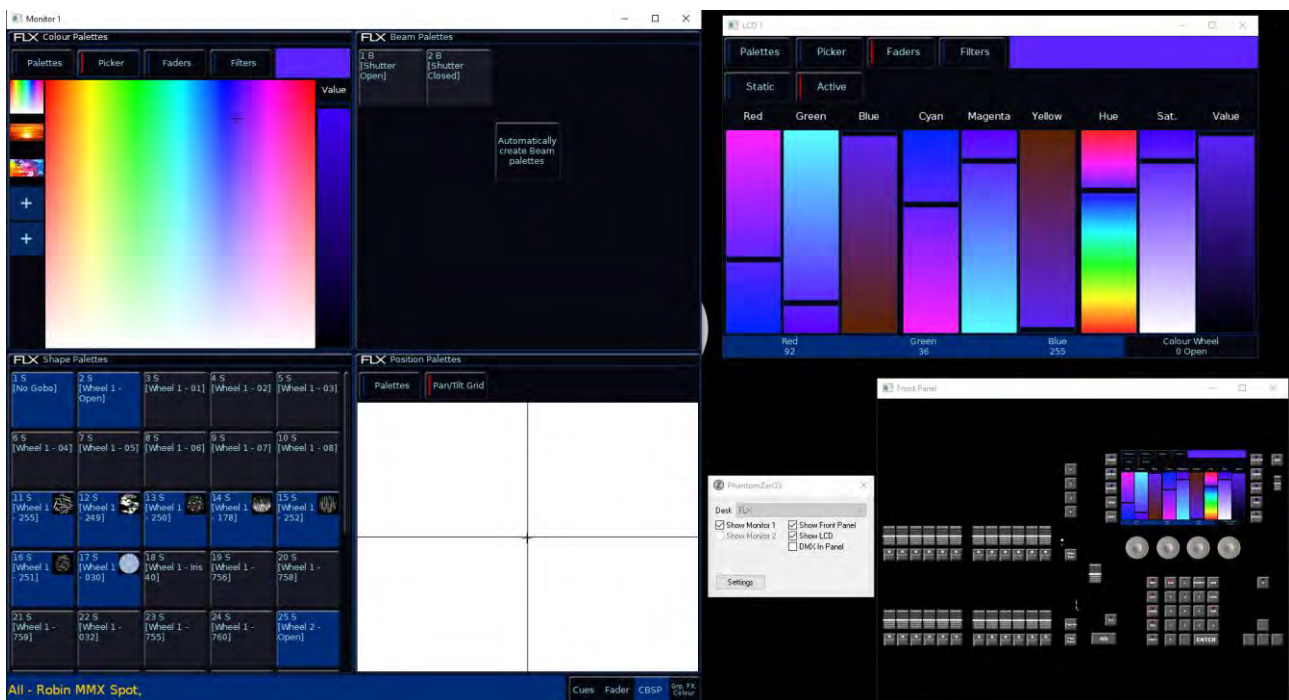 Monitor 1
FLX Colour Palettes
Palettes Picker Faders Filters
Value
+
+
FLX Beam Palettes
1 B
[Shutter
Open]
2 B
[Shutter
Closed]
Automatically
create Beam
palettes
FLX Shape Palettes
1 S
[No Gobo]
2 S
[Wheel 1 -
Open]
3 S
[Wheel 1 - 01]
4 S
[Wheel 1 - 02]
5 S
[Wheel 1 - 03]
6 S
[Wheel 1 - 04]
7 S
[Wheel 1 - 05]
8 S
[Wheel 1 - 06]
9 S
[Wheel 1 - 07]
10 S
[Wheel 1 - 08]
11 S
[Wheel 1
- 255]
12 S
[Wheel 1
- 249]
13 S
[Wheel 1
- 250]
14 S
[Wheel 1
- 178]
15 S
[Wheel 1
- 252]
16 S
[Wheel 1
- 251]
17 S
[Wheel 1
- 030]
18 S
[Wheel 1 - Iris
40]
19 S
[Wheel 1 -
756]
20 S
[Wheel 1 -
758]
21 S
[Wheel 1 -
759]
22 S
[Wheel 1 -
032]
23 S
[Wheel 1 -
755]
24 S
[Wheel 1 -
760]
25 S
[Wheel 2 -
Open]
FLX Position Palettes
Palettes Pan/Tilt Grid
All - Robin MMX Spot,
Cues Fader CBSP Grp, FX,
Colour
LCD 1
Palettes Picker Faders Filters
Static Active
Red Green Blue Cyan Magenta Yellow Hue Sat. Value
Red
92
Green
36
Blue
255
Colour Wheel
0 Open
PhantomZerOS
Desk FLX
Show Monitor 1
Show Front Panel
Show Monitor 2
Show LCD
DMX In Panel
Settings
Front Panel
GO
ENTER